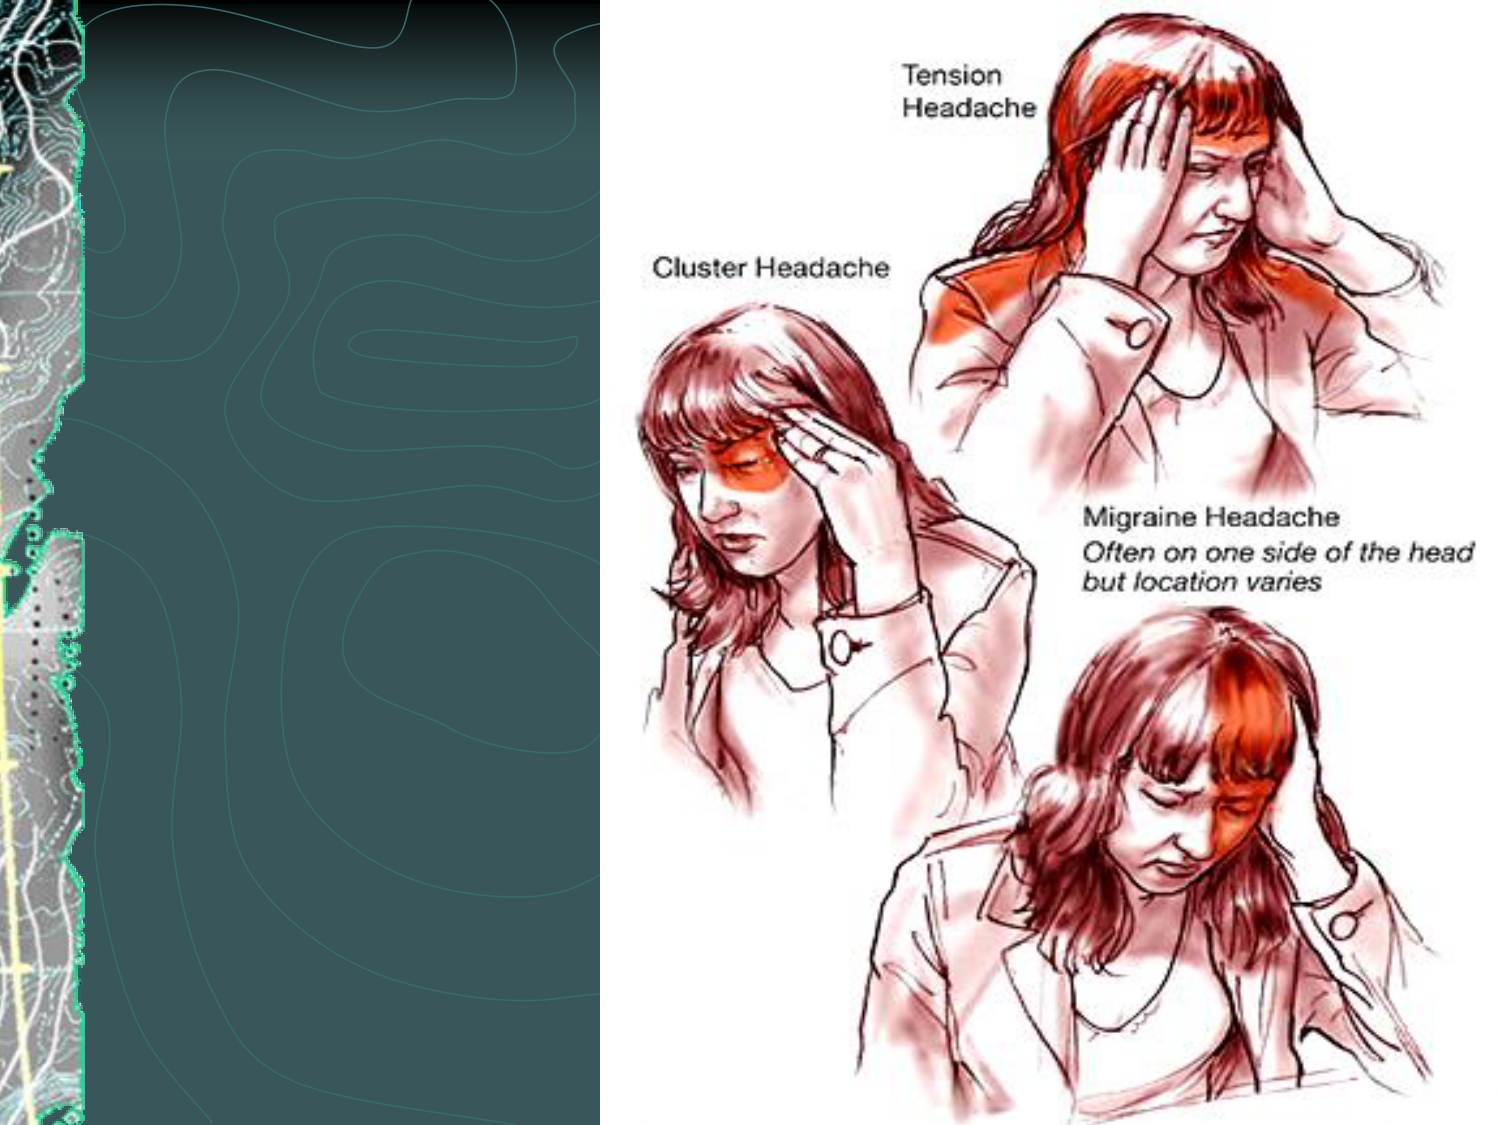 Tension
Headache
Cluster Headache
Migraine Headache
Often on one side of the head
but location varies